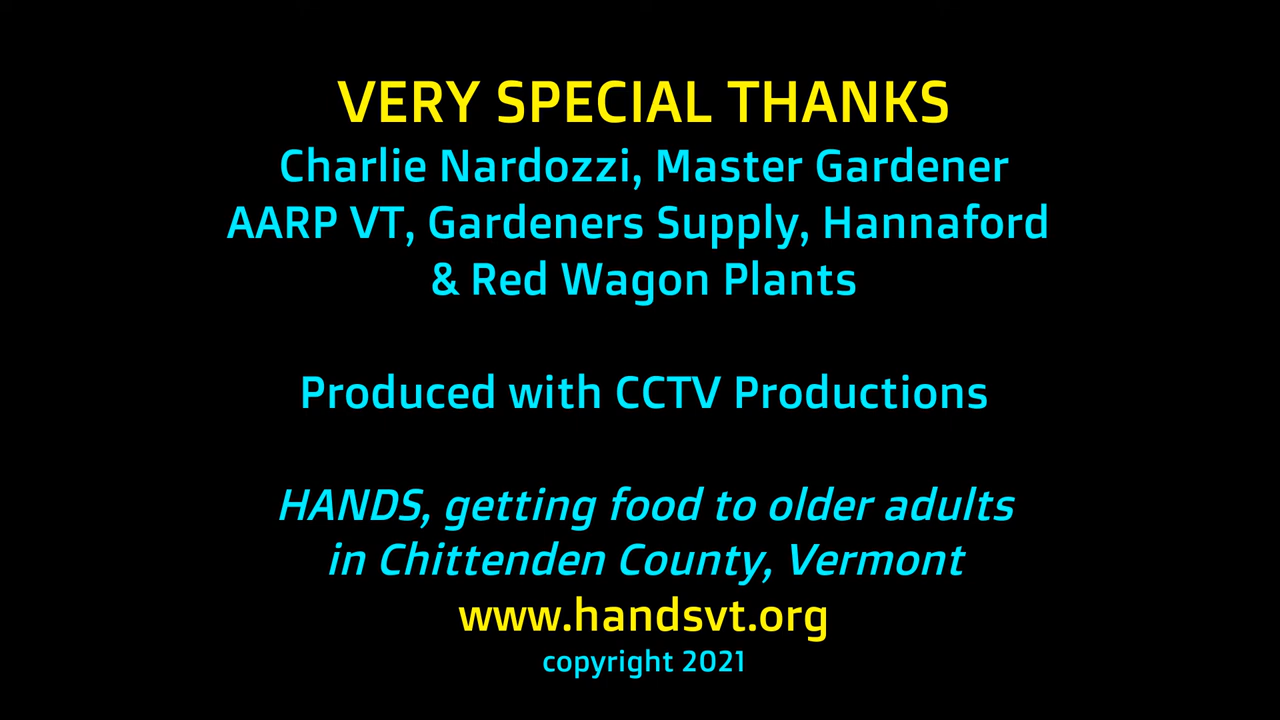 VERY SPECIAL THANKS
Charlie Nardozzi, Master Gardener
AARP VT, Gardeners Supply, Hannaford
& Red Wagon Plants
Produced with CCTV Productions
HANDS, getting food to older adults
in Chittenden County, Vermont
www.handsvt.org
copyright 2021